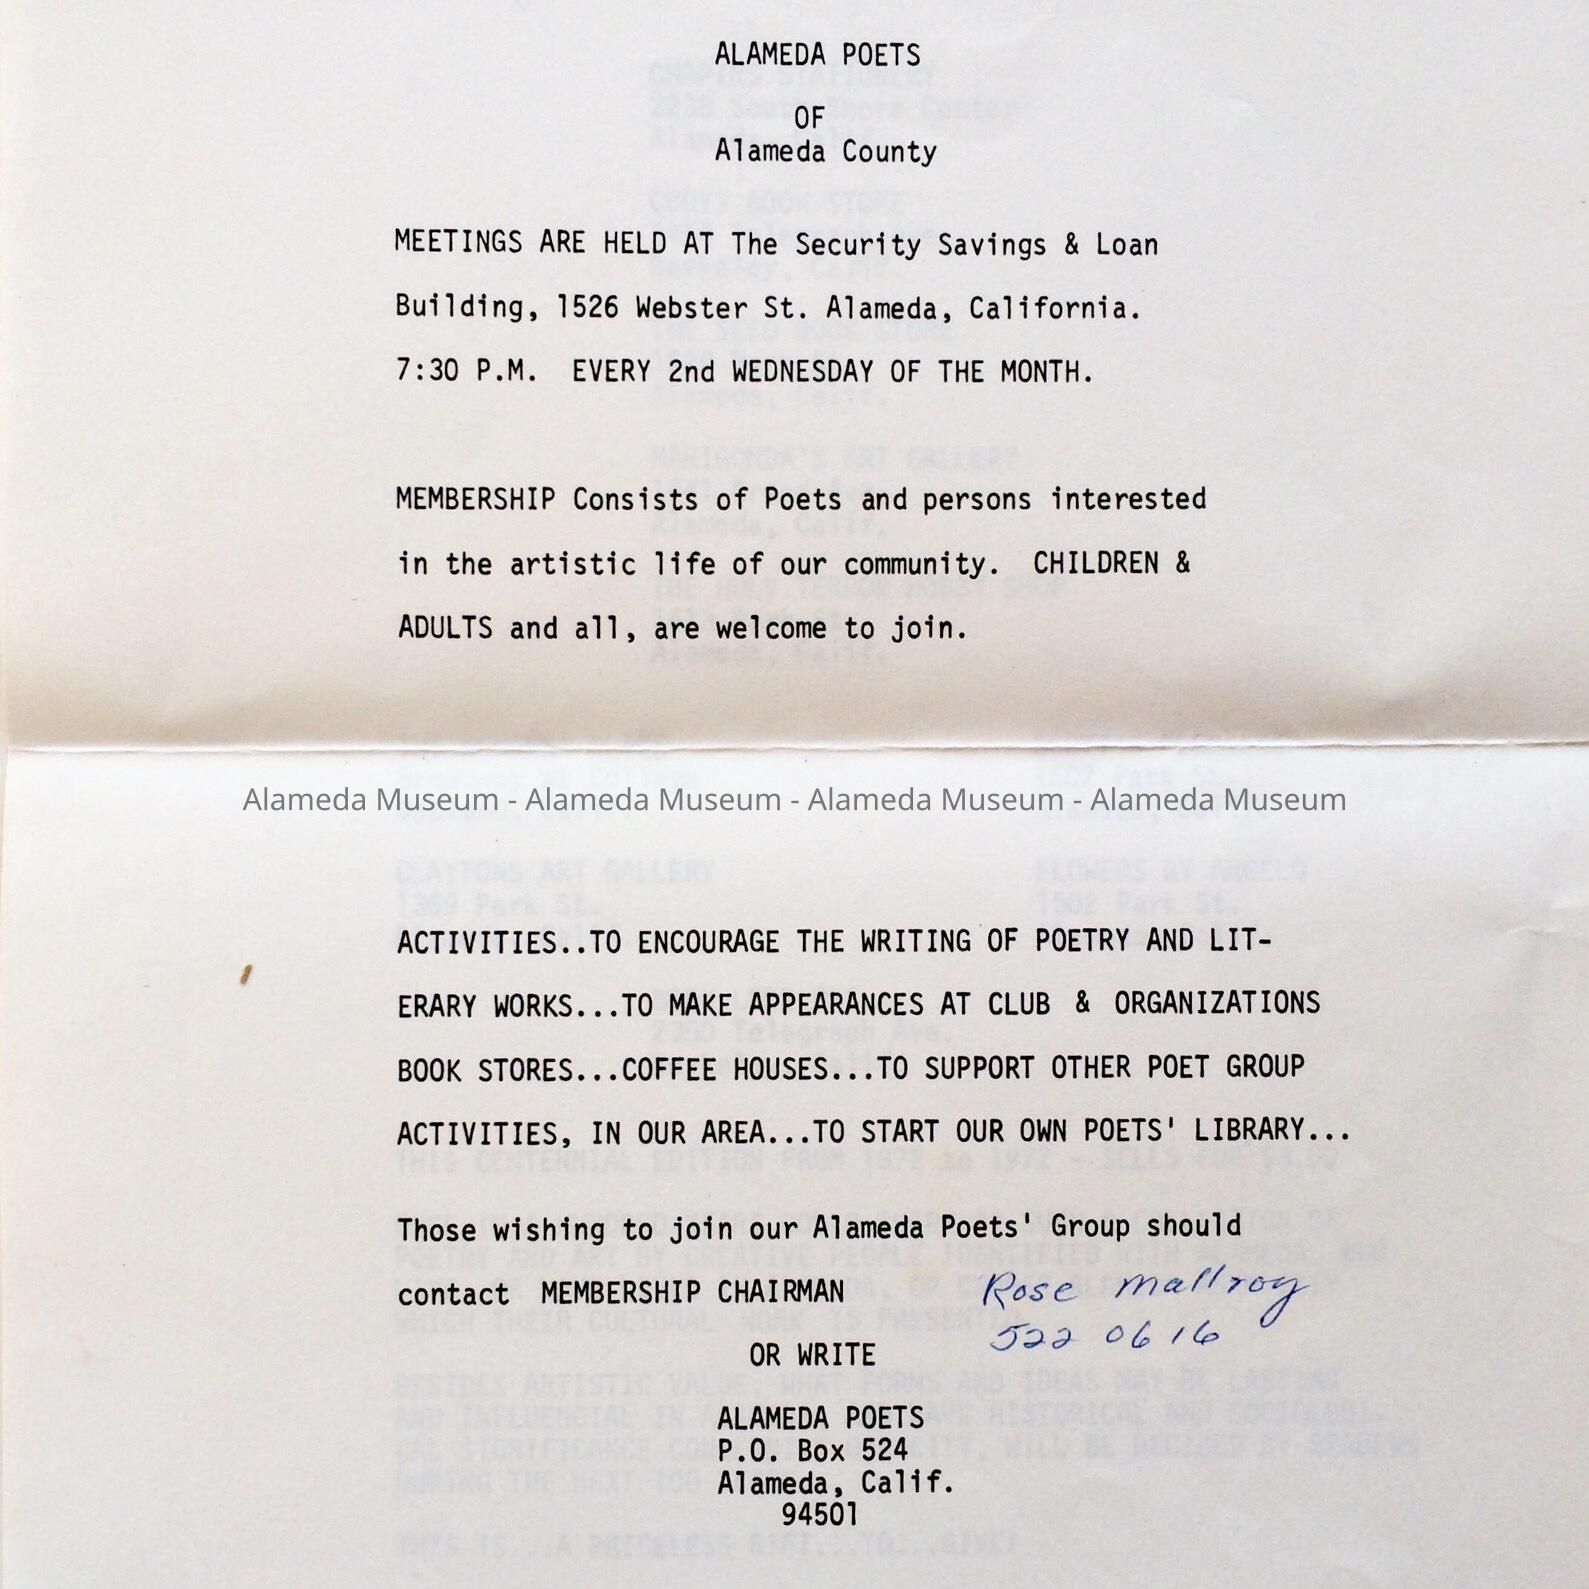 ALAMEDA POETS
OF
Alameda County
MEETINGS ARE HELD AT The Security Savings & Loan
Building, 1526 Webster St. Alameda, California.
7:30 P.M.  EVERY 2nd WEDNESDAY OF THE MONTH.
MEMBERSHIP Consists of Poets and persons interested
in the artistic life of our community.  CHILDREN &
ADULTS and all, are welcome to join.
Alameda Museum - Alameda Museum - Alameda Museum - Alameda Museum
ACTIVITIES..TO ENCOURAGE THE WRITING OF POETRY AND LIT-
ERARY WORKS...TO MAKE APPEARANCES AT CLUB & ORGANIZATIONS
BOOK STORES...COFFEE HOUSES...TO SUPPORT OTHER POET GROUP
ACTIVITIES, IN OUR AREA...TO START OUR OWN POETS' LIBRARY...
Those wishing to join our Alameda Poets' Group should
contact  MEMBERSHIP CHAIRMAN Rose Mallroy
522 0616
OR WRITE
ALAMEDA POETS
P.O. Box 524
Alameda, Calif.
94501